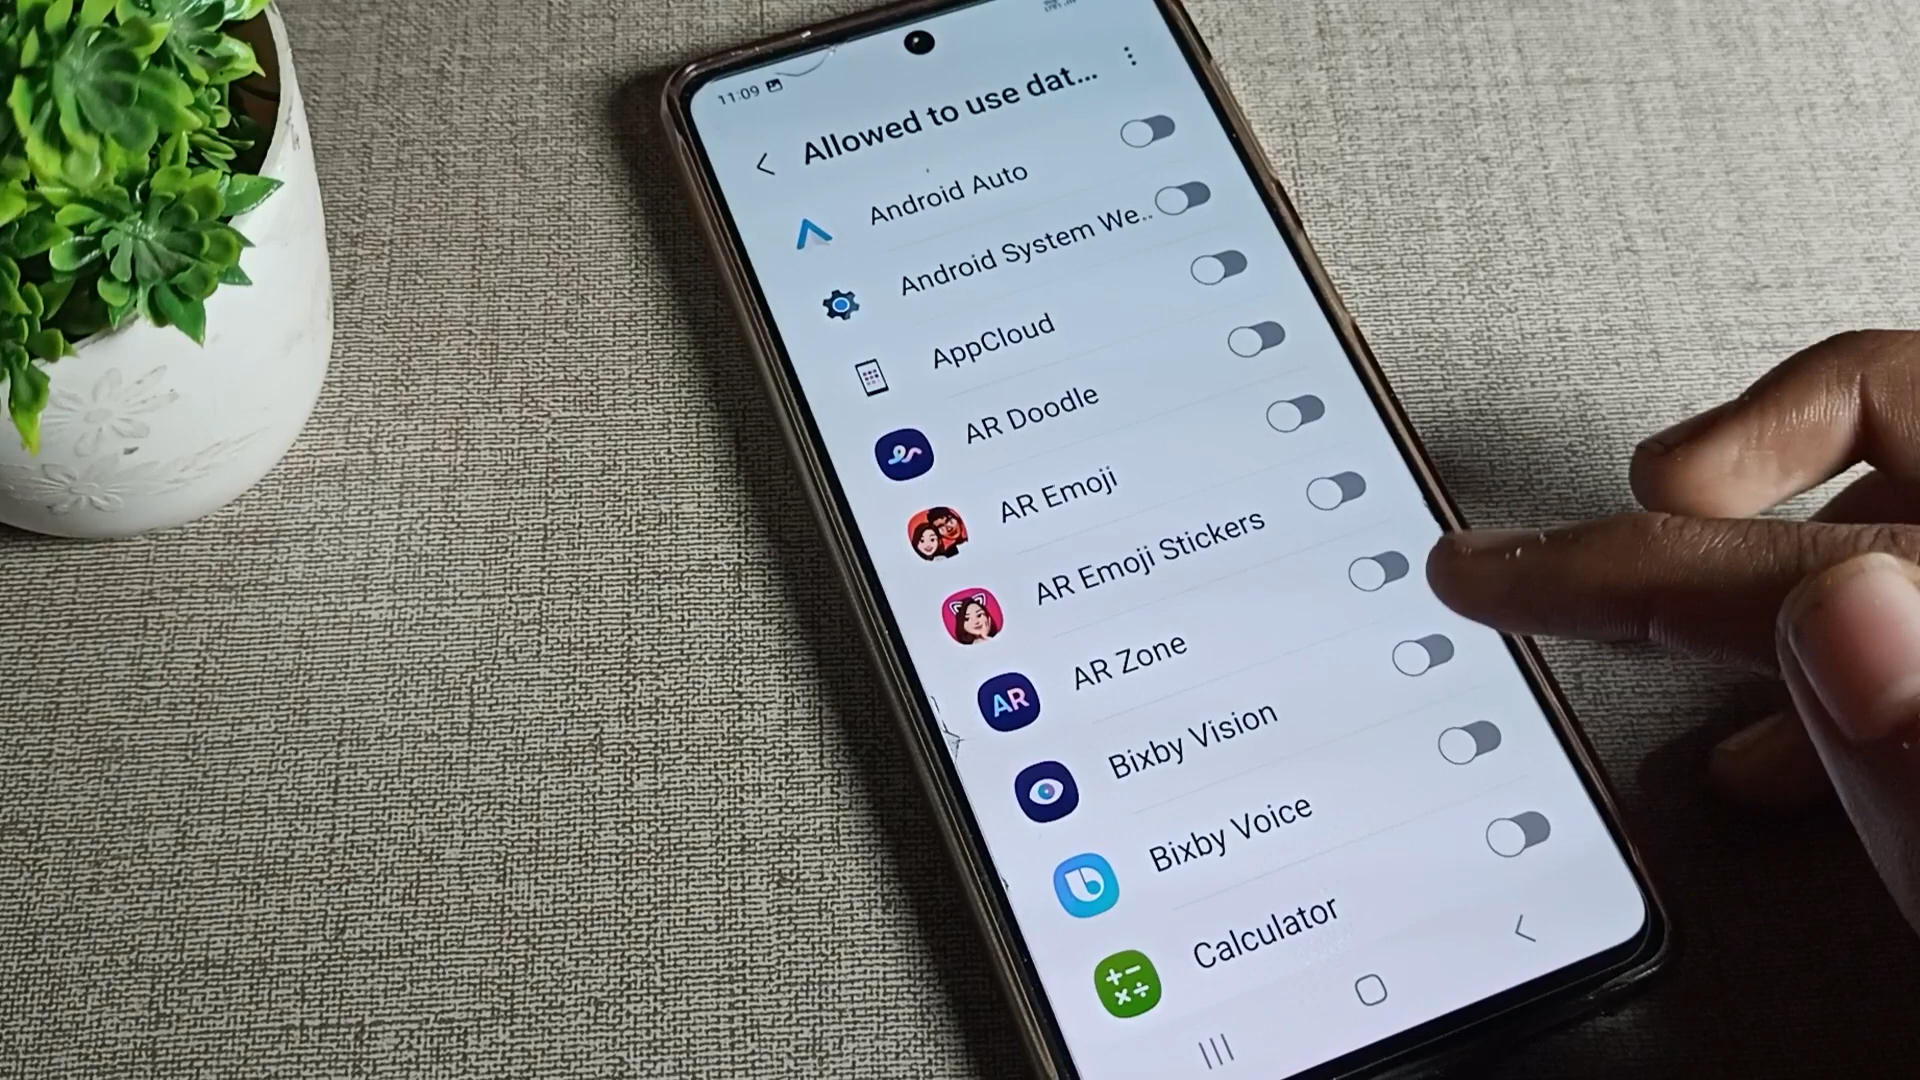 11:09
Allowed to use dat...
Android Auto
Android System We..
AppCloud
AR Doodle
AR Emoji
AR Emoji Stickers
AR
AR Zone
Bixby Vision
Bixby Voice
Calculator